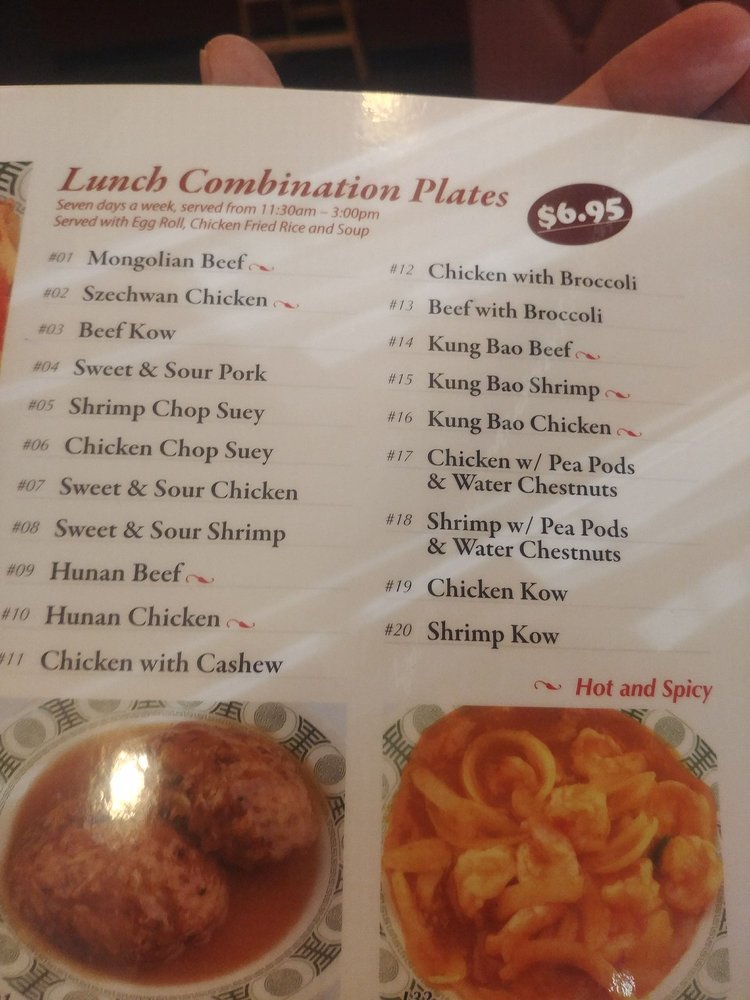 Lunch Combination Plates
$6.95
Seven days a week, served from 11:30am – 3:00pm
Served with Egg Roll, Chicken Fried Rice and Soup
#01 Mongolian Beef
#02 Szechwan Chicken
#03 Beef Kow
#04 Sweet & Sour Pork
#05 Shrimp Chop Suey
#06 Chicken Chop Suey
#07 Sweet & Sour Chicken
#08 Sweet & Sour Shrimp
#09 Hunan Beef
#10 Hunan Chicken
#11 Chicken with Cashew
#12 Chicken with Broccoli
#13 Beef with Broccoli
#14 Kung Bao Beef
#15 Kung Bao Shrimp
#16 Kung Bao Chicken
#17 Chicken w/ Pea Pods
& Water Chestnuts
#18 Shrimp w/ Pea Pods
& Water Chestnuts
#19 Chicken Kow
#20 Shrimp Kow
Hot and Spicy